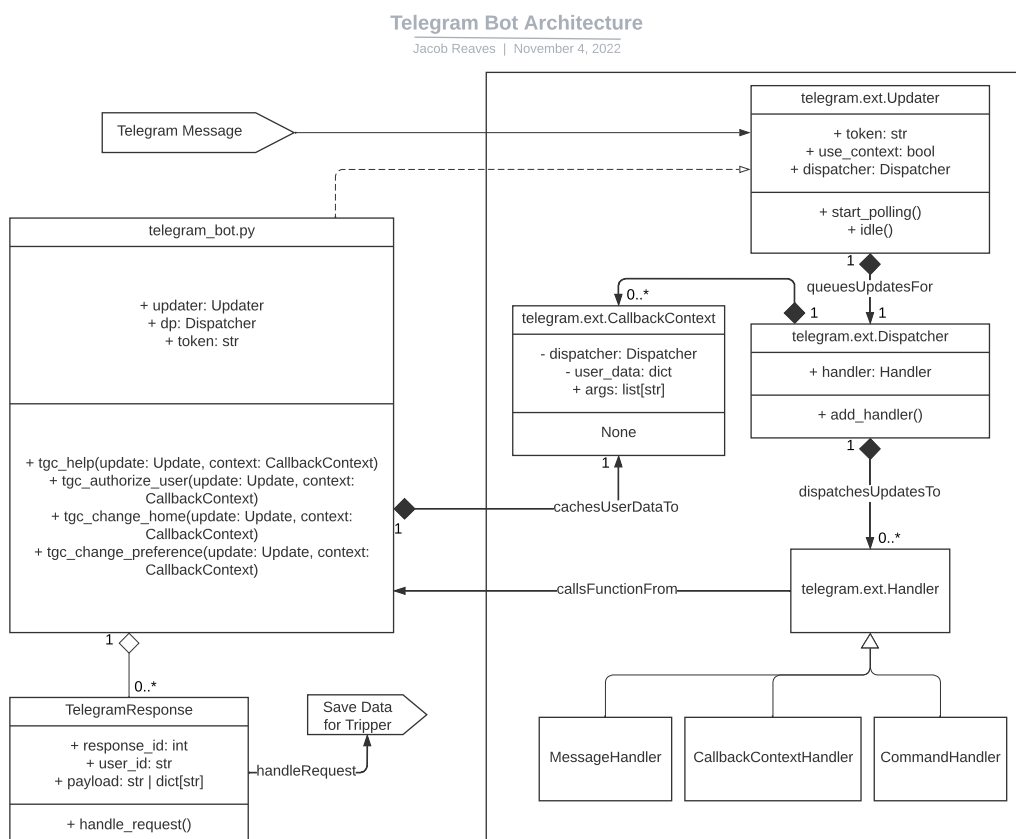 Telegram Bot Architecture
Jacob Reaves | November 4, 2022
Telegram Message
telegram.ext.Updater
+ token: str
+ use_context: bool
+ dispatcher: Dispatcher
+ start_polling()
+ idle()
1
queuesUpdatesFor
1
telegram_bot.py
+ updater: Updater
+ dp: Dispatcher
+ token: str
+ tgc_help(update: Update, context: CallbackContext)
+ tgc_authorize_user(update: Update, context:
CallbackContext)
+ tgc_change_home(update: Update, context:
CallbackContext)
+ tgc_change_preference(update: Update, context:
CallbackContext)
0..*
1
telegram.ext.CallbackContext
- dispatcher: Dispatcher
- user_data: dict
+ args: list[str]
None
telegram.ext.Dispatcher
+ handler: Handler
+ add_handler()
1
dispatchesUpdatesTo
0..*
1
cachesUserDataTo
1
callsFunctionFrom
telegram.ext.Handler
1
0..*
TelegramResponse
+ response_id: int
+ user_id: str
+ payload: str | dict[str]
+ handle_request()
handleRequest
Save Data
for Tripper
MessageHandler
CallbackContextHandler
CommandHandler